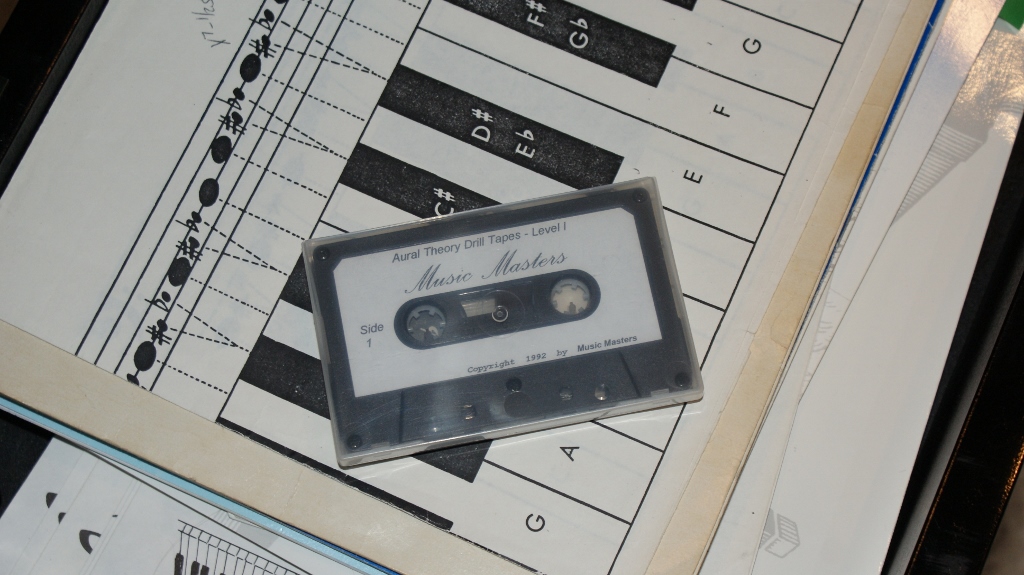 Aural Theory Drill Tapes - Level I
Music Masters
Side
1
Copyright 1992 by Music Masters
F#
Gb
D#
Eb
C#
G
F
E
A
G